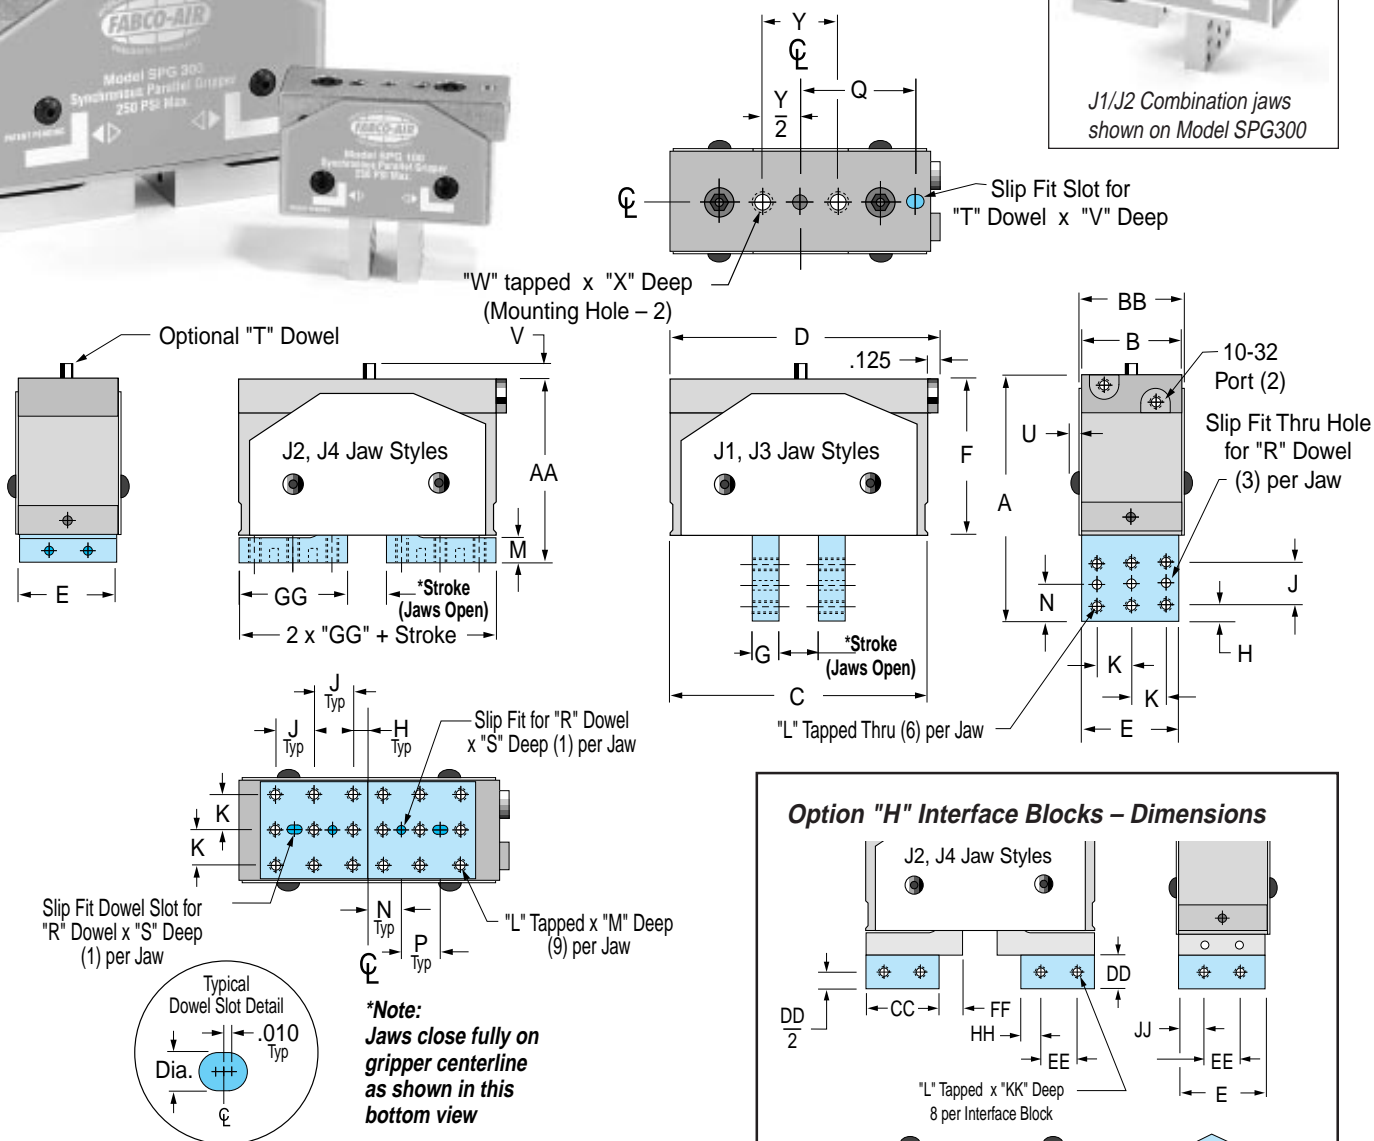 FABCO-AIR
Model SPG 300
Synchronous Parallel Gripper
250 PSI Max.
PATENT PENDING
FABCO-AIR
Model SPG 100
Synchronous Parallel Gripper
250 PSI Max.
J1/J2 Combination jaws
shown on Model SPG300
Y
℄
Y
2
Q
℄
Slip Fit Slot for
"T" Dowel x "V" Deep
"W" tapped x "X" Deep
(Mounting Hole – 2)
Optional "T" Dowel
E
V
J2, J4 Jaw Styles
AA
M
GG
*Stroke
(Jaws Open)
2 x "GG" + Stroke
D
.125
J1, J3 Jaw Styles
F
G
*Stroke
(Jaws Open)
C
BB
B
10-32
Port (2)
U
A
Slip Fit Thru Hole
for "R" Dowel
(3) per Jaw
N
J
H
K
K
E
"L" Tapped Thru (6) per Jaw
J
Typ
J
Typ
H
Typ
Slip Fit for "R" Dowel
x "S" Deep (1) per Jaw
K
K
Slip Fit Dowel Slot for
"R" Dowel x "S" Deep
(1) per Jaw
N
Typ
P
Typ
℄
"L" Tapped x "M" Deep
(9) per Jaw
Typical
Dowel Slot Detail
.010
Typ
Dia.
℄
*Note:
Jaws close fully on
gripper centerline
as shown in this
bottom view
Option "H" Interface Blocks – Dimensions
J2, J4 Jaw Styles
DD
DD
2
CC
FF
HH
EE
JJ
EE
E
"L" Tapped x "KK" Deep
8 per Interface Block